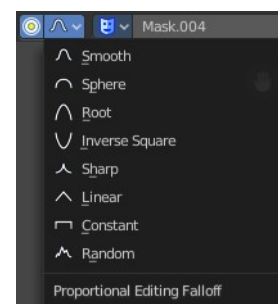 Mask.004
Smooth
Sphere
Root
Inverse Square
Sharp
Linear
Constant
Random
Proportional Editing Falloff